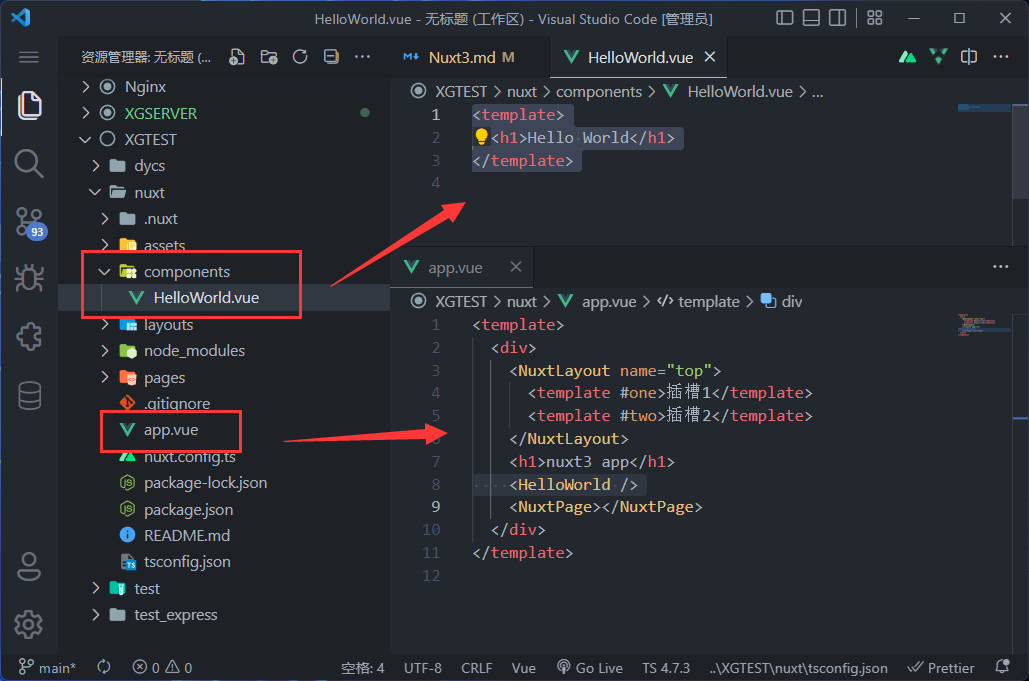 HelloWorld.vue - 无标题 (工作区) - Visual Studio Code [管理员]
资源管理器: 无标题 (...
Nginx
XGSERVER
XGTEST
dycs
nuxt
.nuxt
assets
components
HelloWorld.vue
layouts
node_modules
pages
.gitignore
app.vue
nuxt.config.ts
package-lock.json
package.json
README.md
tsconfig.json
test
test_express
93
Nuxt3.md M
HelloWorld.vue
XGTEST > nuxt > components > HelloWorld.vue > ...
1 <template>
2 <h1>Hello World</h1>
3 </template>
4
app.vue
XGTEST > nuxt > app.vue > template > div
1 <template>
2 <div>
3 <NuxtLayout name="top">
4 <template #one>插槽1</template>
5 <template #two>插槽2</template>
</NuxtLayout>
7 <h1>nuxt3 app</h1>
8 <HelloWorld />
9 <NuxtPage></NuxtPage>
10 </div>
11 </template>
12
main* 0 0 空格: 4 UTF-8 CRLF Vue Go Live TS 4.7.3 ..\XGTEST\nuxt\tsconfig.json Prettier